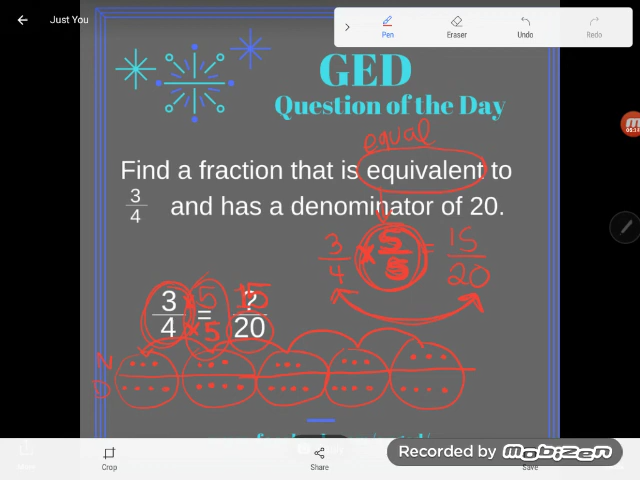 Just You
Pen
Eraser
Undo
Redo
GED
Question of the Day
equal
Find a fraction that is equivalent to
3/4 and has a denominator of 20.
3/4 × 5/5 = 15/20
3/4 × 5 × 5 = 15 ?/20
N
D
Crop
Share
Save
Recorded by MOBIZEN